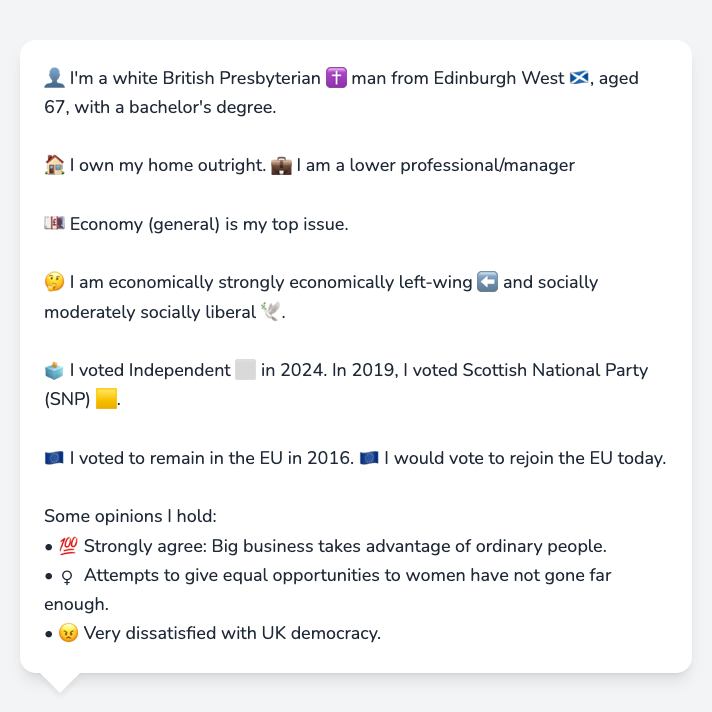 👤 I'm a white British Presbyterian ✝️ man from Edinburgh West 🏴󠁧󠁢󠁳󠁣󠁴󠁿, aged
67, with a bachelor's degree.
🏠 I own my home outright. 💼 I am a lower professional/manager
💷 Economy (general) is my top issue.
🤔 I am economically strongly economically left-wing ⬅️ and socially
moderately socially liberal 🕊️.
🗳️ I voted Independent ⬜ in 2024. In 2019, I voted Scottish National Party
(SNP) 🟨.
🇪🇺 I voted to remain in the EU in 2016. 🇪🇺 I would vote to rejoin the EU today.
Some opinions I hold:
• 💯 Strongly agree: Big business takes advantage of ordinary people.
• ♀ Attempts to give equal opportunities to women have not gone far
enough.
• 😠 Very dissatisfied with UK democracy.